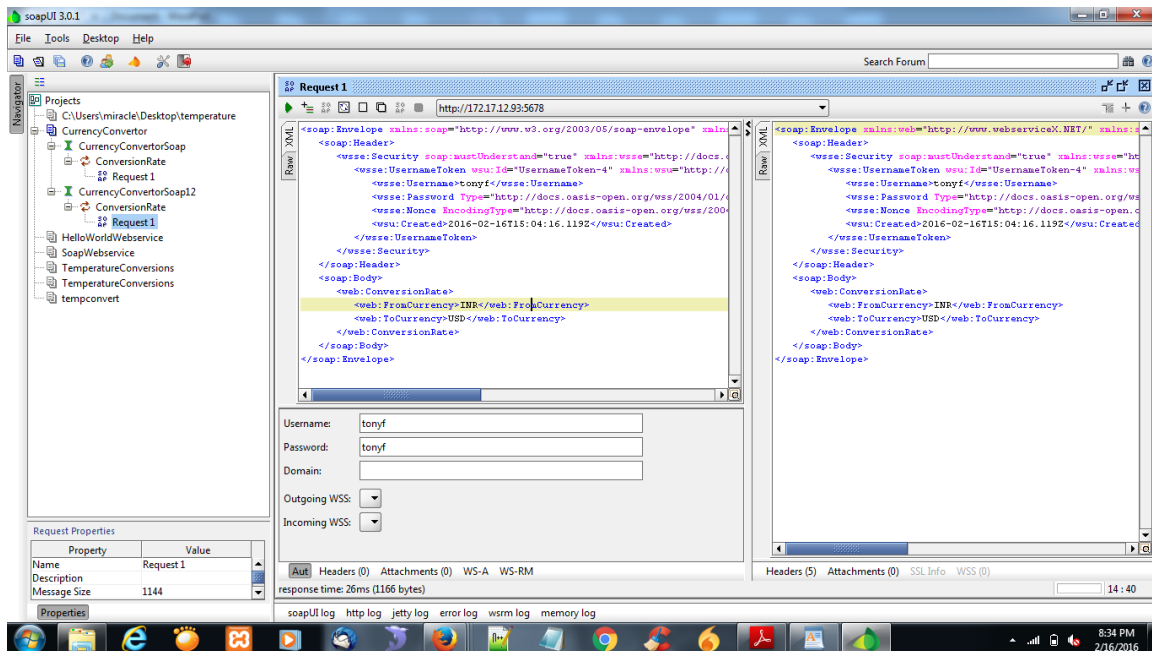 soapUI 3.0.1
File Tools Desktop Help
Search Forum
Navigator
Projects
C:\Users\miracle\Desktop\temperature
CurrencyConvertor
CurrencyConvertorSoap
ConversionRate
Request 1
CurrencyConvertorSoap12
ConversionRate
Request 1
HelloWorldWebservice
SoapWebservice
TemperatureConversions
TemperatureConversions
tempconvert
Request Properties
Property Value
Name Request 1
Description
Message Size 1144
Properties
Request 1
http://172.17.12.93:5678
XML
Raw
<soap:Envelope xmlns:soap="http://www.w3.org/2003/05/soap-envelope" xmln
<soap:Header>
<wsse:Security soap:mustUnderstand="true" xmlns:wsse="http://docs.
<wsse:UsernameToken wsu:Id="UsernameToken-4" xmlns:wsu="http://
<wsse:Username>tonyf</wsse:Username>
<wsse:Password Type="http://docs.oasis-open.org/wss/2004/01/
<wsse:Nonce EncodingType="http://docs.oasis-open.org/wss/200
<wsu:Created>2016-02-16T15:04:16.119Z</wsu:Created>
</wsse:UsernameToken>
</wsse:Security>
</soap:Header>
<soap:Body>
<web:ConversionRate>
<web:FromCurrency>INR</web:FromCurrency>
<web:ToCurrency>USD</web:ToCurrency>
</web:ConversionRate>
</soap:Body>
</soap:Envelope>
Username: tonyf
Password: tonyf
Domain:
Outgoing WSS:
Incoming WSS:
Aut Headers (0) Attachments (0) WS-A WS-RM
response time: 26ms (1166 bytes)
XML
Raw
<soap:Envelope xmlns:web="http://www.webserviceX.NET/" xmlns:s
<soap:Header>
<wsse:Security soap:mustUnderstand="true" xmlns:wsse="ht
<wsse:UsernameToken wsu:Id="UsernameToken-4" xmlns:ws
<wsse:Username>tonyf</wsse:Username>
<wsse:Password Type="http://docs.oasis-open.org/ws
<wsse:Nonce EncodingType="http://docs.oasis-open.o
<wsu:Created>2016-02-16T15:04:16.119Z</wsu:Created
</wsse:UsernameToken>
</wsse:Security>
</soap:Header>
<soap:Body>
<web:ConversionRate>
<web:FromCurrency>INR</web:FromCurrency>
<web:ToCurrency>USD</web:ToCurrency>
</web:ConversionRate>
</soap:Body>
</soap:Envelope>
Headers (5) Attachments (0) SSL Info WSS (0)
14 : 40
soapUI log http log jetty log error log wsrm log memory log
8:34 PM
2/16/2016